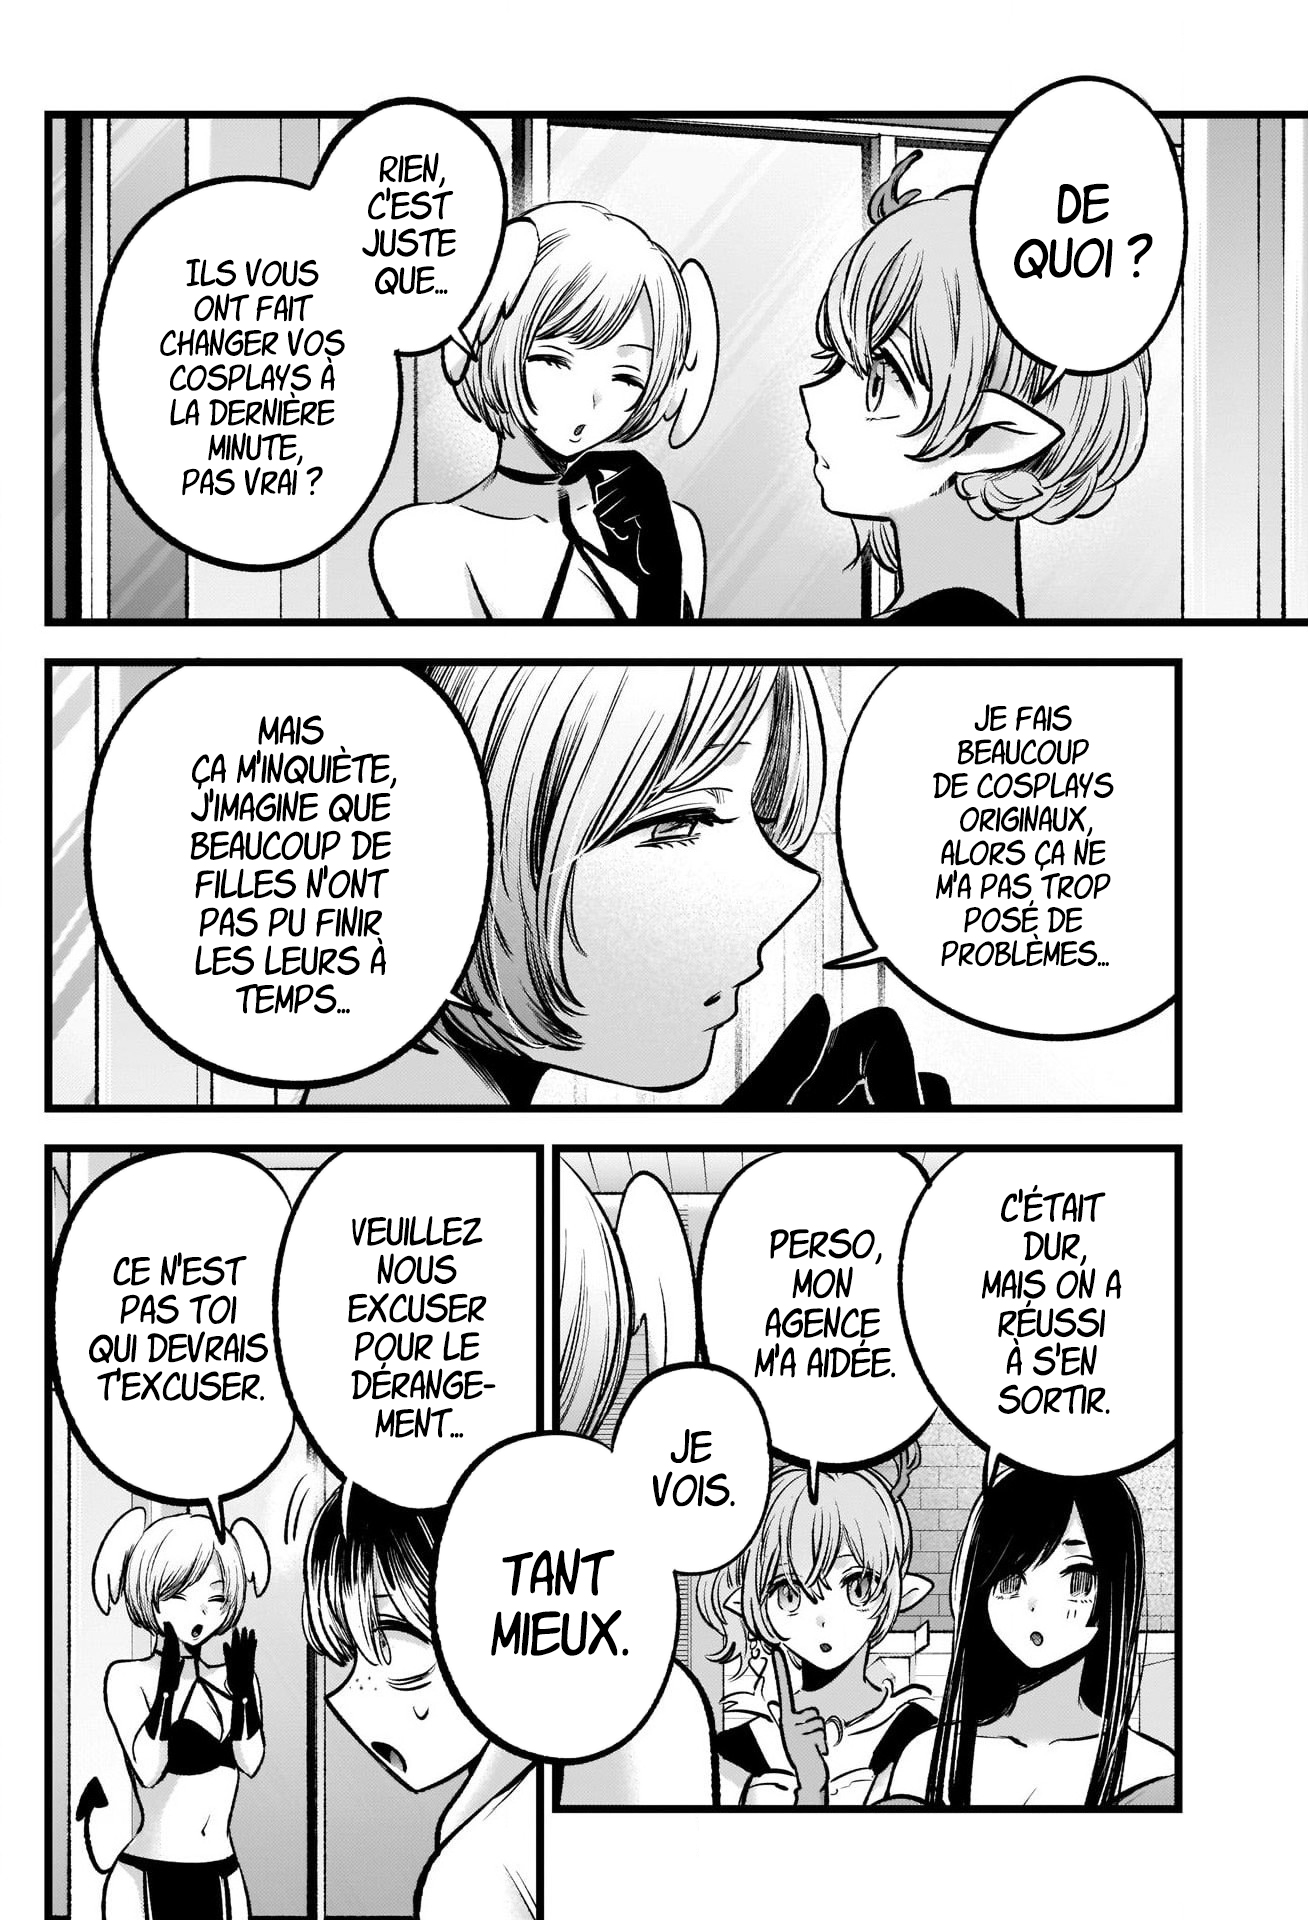 DE
QUOI ?
RIEN,
C'EST
JUSTE
QUE...
ILS VOUS
ONT FAIT
CHANGER VOS
COSPLAYS À
LA DERNIÈRE
MINUTE,
PAS VRAI ?
JE FAIS
BEAUCOUP
DE COSPLAYS
ORIGINAUX,
ALORS ÇA NE
M'A PAS TROP
POSÉ DE
PROBLÈMES...
MAIS
ÇA M'INQUIÈTE,
J'IMAGINE QUE
BEAUCOUP DE
FILLES N'ONT
PAS PU FINIR
LES LEURS À
TEMPS...
C'ÉTAIT
DUR,
MAIS ON A
RÉUSSI
À S'EN
SORTIR.
PERSO,
MON
AGENCE
M'A AIDÉE.
JE
VOIS.
TANT
MIEUX.
VEUILLEZ
NOUS
EXCUSER
POUR LE
DÉRANGE-
MENT...
CE N'EST
PAS TOI
QUI DEVRAIS
T'EXCUSER.